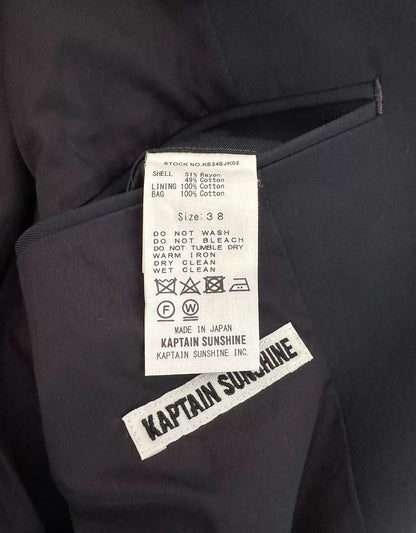 STOCK NO.KS24SJK02
SHELL 51% Rayon
49% Cotton
LINING 100% Cotton
BAG 100% Cotton
Size:38
DO NOT WASH
DO NOT BLEACH
DO NOT TUMBLE DRY
WARM IRON
DRY CLEAN
WET CLEAN
F W
MADE IN JAPAN
KAPTAIN SUNSHINE
KAPTAIN SUNSHINE INC.
KAPTAIN SUNSHINE